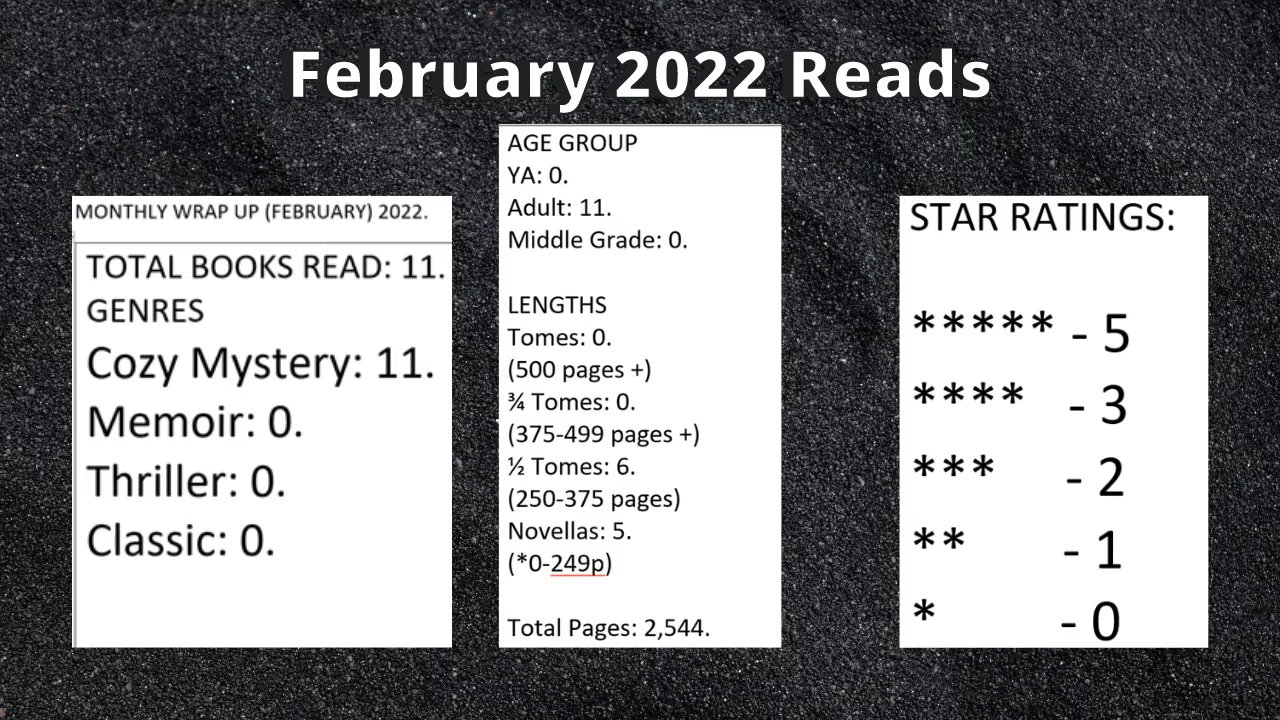 February 2022 Reads
MONTHLY WRAP UP (FEBRUARY) 2022.
TOTAL BOOKS READ: 11.
GENRES
Cozy Mystery: 11.
Memoir: 0.
Thriller: 0.
Classic: 0.
AGE GROUP
YA: 0.
Adult: 11.
Middle Grade: 0.
LENGTHS
Tomes: 0.
(500 pages +)
¾ Tomes: 0.
(375-499 pages +)
½ Tomes: 6.
(250-375 pages)
Novellas: 5.
(*0-249p)
Total Pages: 2,544.
STAR RATINGS:
***** - 5
**** - 3
*** - 2
** - 1
* - 0